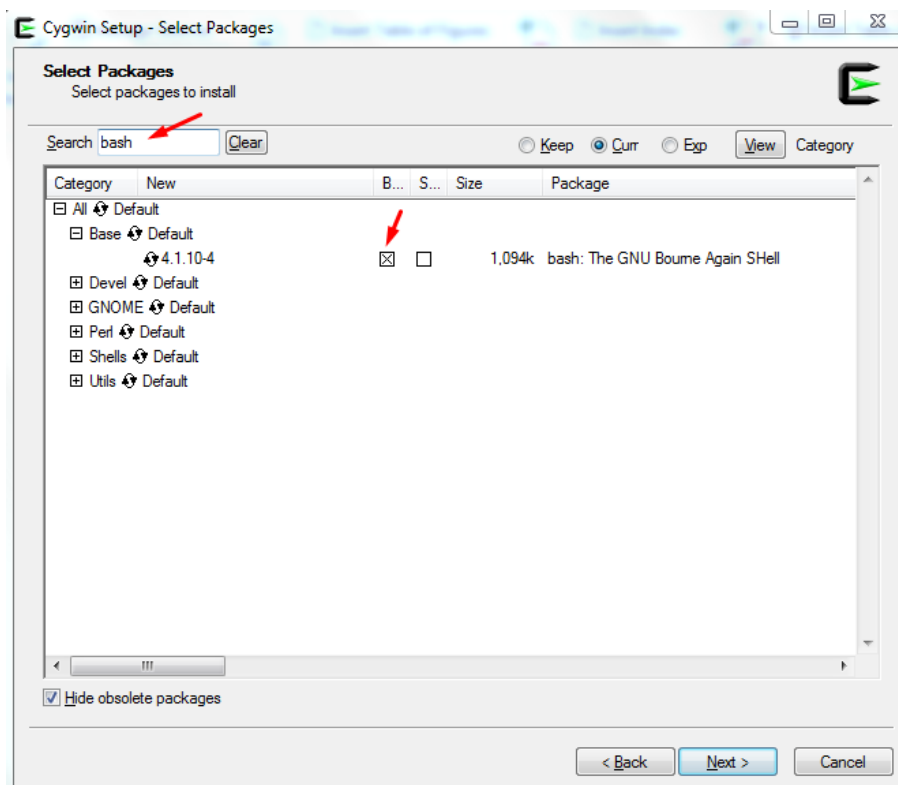 Cygwin Setup - Select Packages
Select Packages
Select packages to install
Search bash Clear Keep Curr Exp View Category
Category New B... S... Size Package
All Default
Base Default
4.1.10-4 1,094k bash: The GNU Bourne Again SHell
Devel Default
GNOME Default
Perl Default
Shells Default
Utils Default
Hide obsolete packages
< Back Next > Cancel